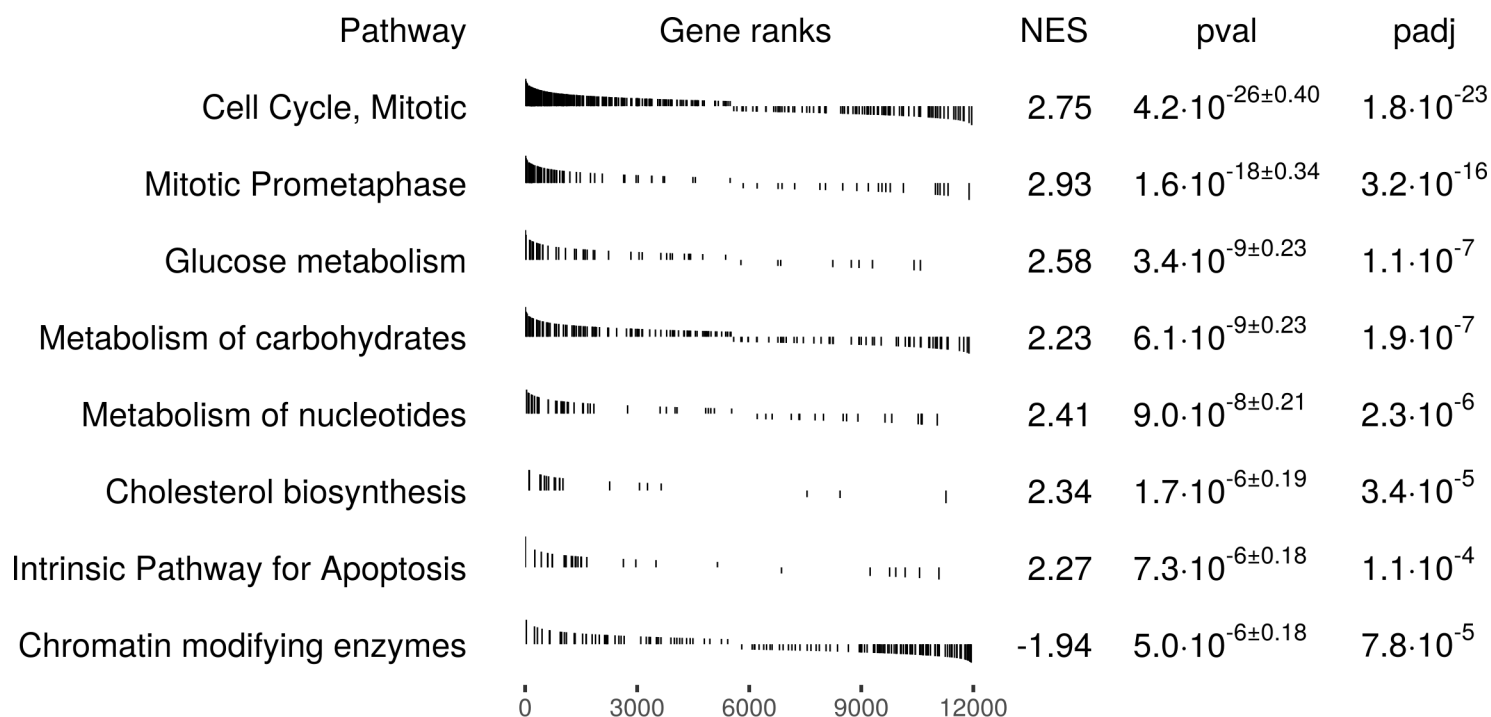 Pathway Gene ranks NES pval padj
Cell Cycle, Mitotic 2.75 4.2·10^-26±0.40 1.8·10^-23
Mitotic Prometaphase 2.93 1.6·10^-18±0.34 3.2·10^-16
Glucose metabolism 2.58 3.4·10^-9±0.23 1.1·10^-7
Metabolism of carbohydrates 2.23 6.1·10^-9±0.23 1.9·10^-7
Metabolism of nucleotides 2.41 9.0·10^-8±0.21 2.3·10^-6
Cholesterol biosynthesis 2.34 1.7·10^-6±0.19 3.4·10^-5
Intrinsic Pathway for Apoptosis 2.27 7.3·10^-6±0.18 1.1·10^-4
Chromatin modifying enzymes -1.94 5.0·10^-6±0.18 7.8·10^-5
0 3000 6000 9000 12000